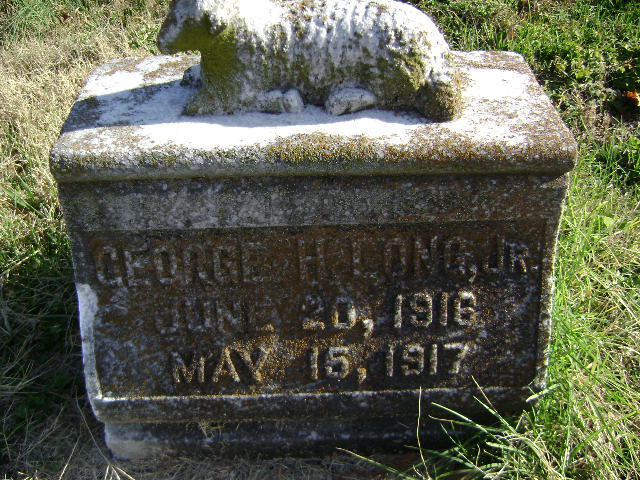 GEORGE H. LONG, JR.
JUNE 20, 1916
MAY 15, 1917